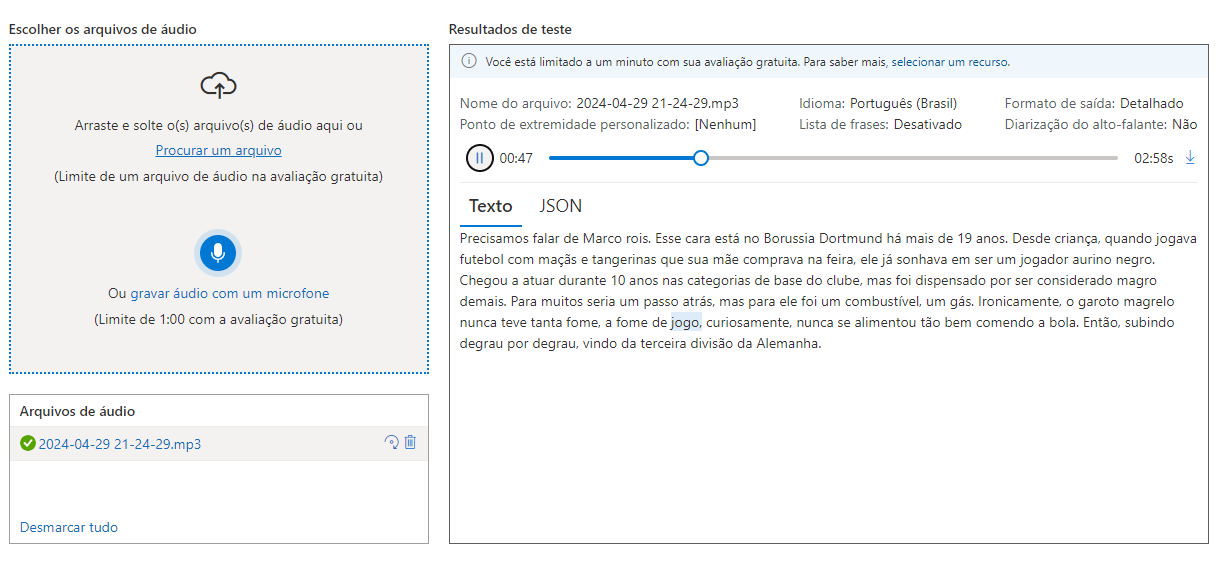 Escolher os arquivos de áudio
Arraste e solte o(s) arquivo(s) de áudio aqui ou
Procurar um arquivo
(Limite de um arquivo de áudio na avaliação gratuita)
Ou gravar áudio com um microfone
(Limite de 1:00 com a avaliação gratuita)
Arquivos de áudio
2024-04-29 21-24-29.mp3
Desmarcar tudo
Resultados de teste
Você está limitado a um minuto com sua avaliação gratuita. Para saber mais, selecionar um recurso.
Nome do arquivo: 2024-04-29 21-24-29.mp3 Idioma: Português (Brasil) Formato de saída: Detalhado
Ponto de extremidade personalizado: [Nenhum] Lista de frases: Desativado Diarização do alto-falante: Não
00:47 02:58s
Texto JSON
Precisamos falar de Marco rois. Esse cara está no Borussia Dortmund há mais de 19 anos. Desde criança, quando jogava
futebol com maçãs e tangerinas que sua mãe comprava na feira, ele já sonhava em ser um jogador aurino negro.
Chegou a atuar durante 10 anos nas categorias de base do clube, mas foi dispensado por ser considerado magro
demais. Para muitos seria um passo atrás, mas para ele foi um combustível, um gás. Ironicamente, o garoto magrelo
nunca teve tanta fome, a fome de jogo, curiosamente, nunca se alimentou tão bem comendo a bola. Então, subindo
degrau por degrau, vindo da terceira divisão da Alemanha.